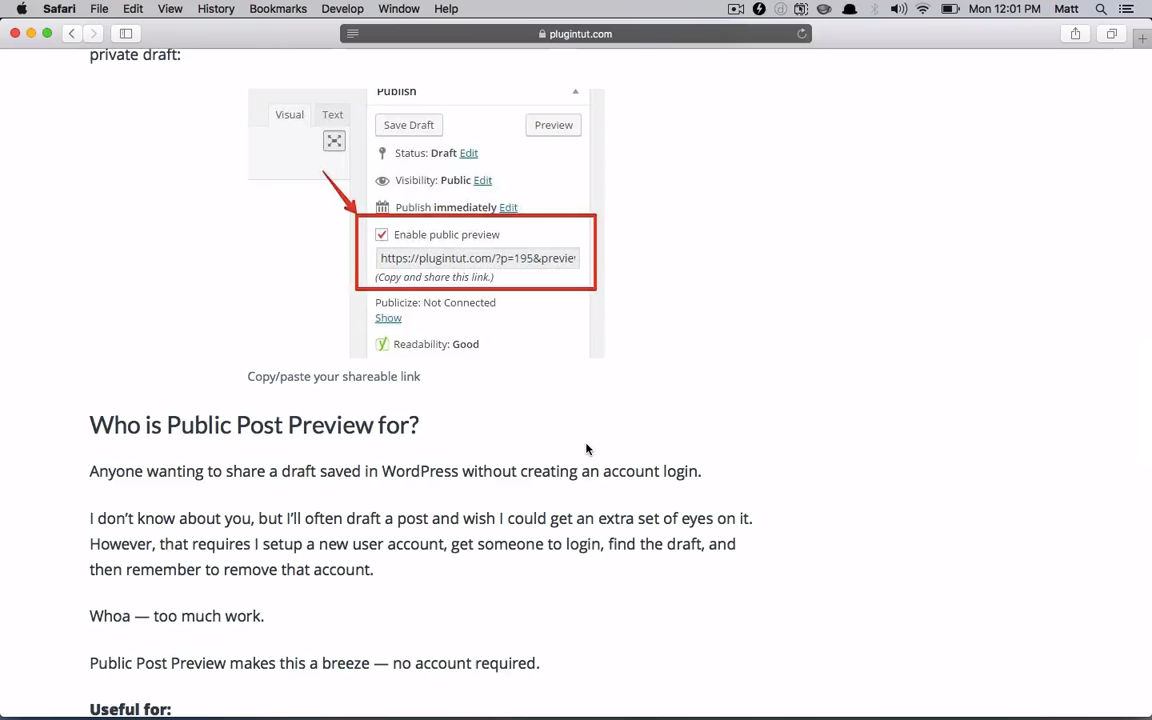 Safari File Edit View History Bookmarks Develop Window Help Mon 12:01 PM Matt
plugintut.com
private draft:
Publish
Visual Text
Save Draft Preview
Status: Draft Edit
Visibility: Public Edit
Publish immediately Edit
Enable public preview
https://plugintut.com/?p=195&preview
(Copy and share this link.)
Publicize: Not Connected
Show
Readability: Good
Copy/paste your shareable link
Who is Public Post Preview for?
Anyone wanting to share a draft saved in WordPress without creating an account login.
I don’t know about you, but I’ll often draft a post and wish I could get an extra set of eyes on it.
However, that requires I setup a new user account, get someone to login, find the draft, and
then remember to remove that account.
Whoa — too much work.
Public Post Preview makes this a breeze — no account required.
Useful for: